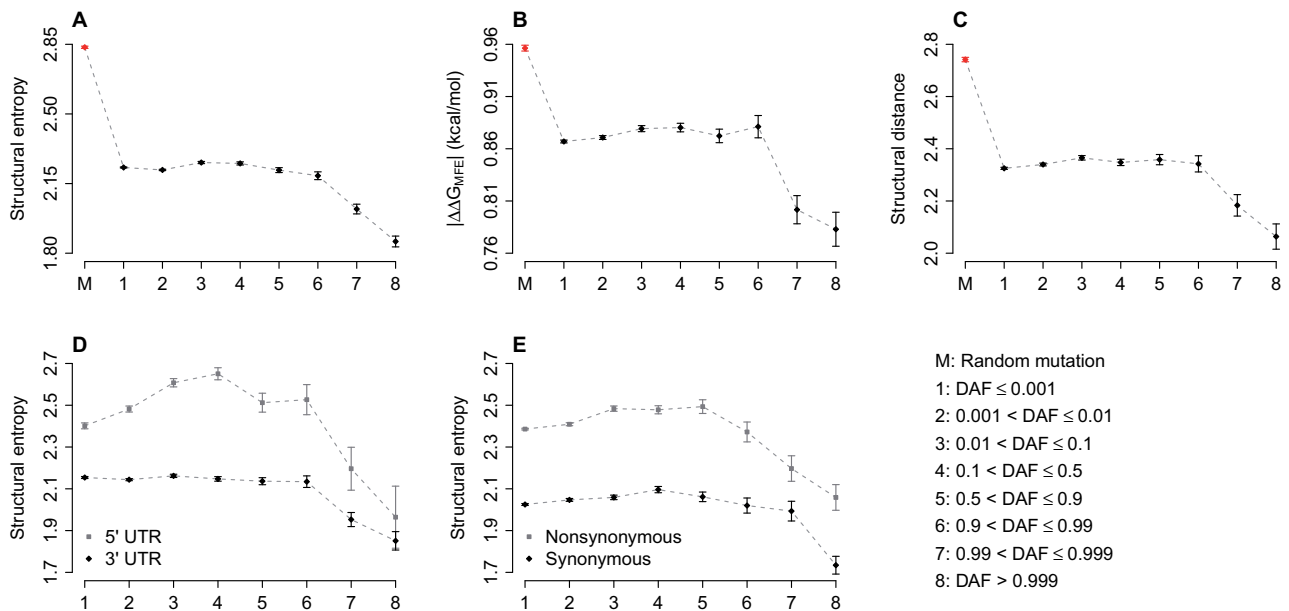 A
Structural entropy
2.85
2.50
2.15
1.80
M 1 2 3 4 5 6 7 8
B
|ΔΔG_MFE| (kcal/mol)
0.96
0.91
0.86
0.81
0.76
M 1 2 3 4 5 6 7 8
C
Structural distance
2.8
2.4
2.2
2.0
M 1 2 3 4 5 6 7 8
D
Structural entropy
2.7
2.5
2.3
2.1
1.9
1.7
5' UTR
3' UTR
1 2 3 4 5 6 7 8
E
Structural entropy
2.7
2.5
2.3
2.1
1.9
1.7
Nonsynonymous
Synonymous
1 2 3 4 5 6 7 8
M: Random mutation
1: DAF ≤ 0.001
2: 0.001 < DAF ≤ 0.01
3: 0.01 < DAF ≤ 0.1
4: 0.1 < DAF ≤ 0.5
5: 0.5 < DAF ≤ 0.9
6: 0.9 < DAF ≤ 0.99
7: 0.99 < DAF ≤ 0.999
8: DAF > 0.999